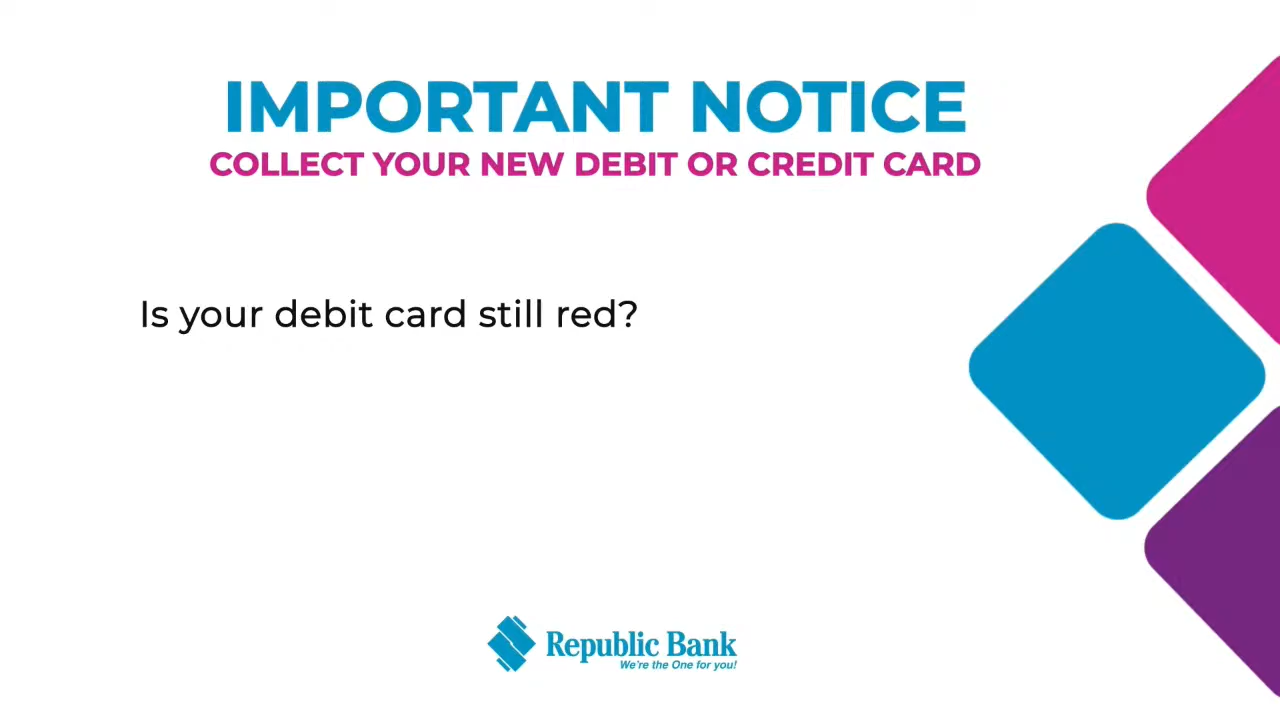 IMPORTANT NOTICE
COLLECT YOUR NEW DEBIT OR CREDIT CARD
Is your debit card still red?
Republic Bank
We're the One for you!